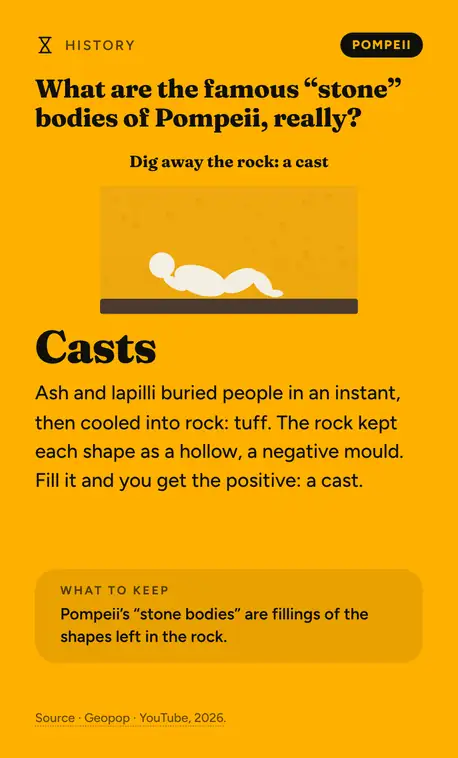 HISTORY
POMPEII
What are the famous “stone”
bodies of Pompeii, really?
Dig away the rock: a cast
Casts
Ash and lapilli buried people in an instant,
then cooled into rock: tuff. The rock kept
each shape as a hollow, a negative mould.
Fill it and you get the positive: a cast.
WHAT TO KEEP
Pompeii’s “stone bodies” are fillings of the
shapes left in the rock.
Source · Geopop · YouTube, 2026.